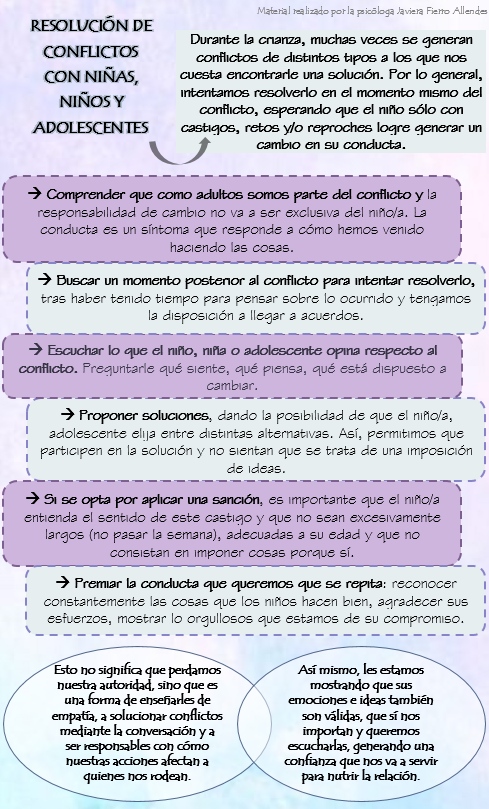 Material realizado por la psicóloga Javiera Fierro Allendes
RESOLUCIÓN DE
CONFLICTOS
CON NIÑAS,
NIÑOS Y
ADOLESCENTES
Durante la crianza, muchas veces se generan
conflictos de distintos tipos a los que nos
cuesta encontrarle una solución. Por lo general,
intentamos resolverlo en el momento mismo del
conflicto, esperando que el niño sólo con
castigos, retos y/o reproches logre generar un
cambio en su conducta.
→ Comprender que como adultos somos parte del conflicto y la
responsabilidad de cambio no va a ser exclusiva del niño/a. La
conducta es un síntoma que responde a cómo hemos venido
haciendo las cosas.
→ Buscar un momento posterior al conflicto para intentar resolverlo,
tras haber tenido tiempo para pensar sobre lo ocurrido y tengamos
la disposición a llegar a acuerdos.
→ Escuchar lo que el niño, niña o adolescente opina respecto al
conflicto. Preguntarle qué siente, qué piensa, qué está dispuesto a
cambiar.
→ Proponer soluciones, dando la posibilidad de que el niño/a,
adolescente elija entre distintas alternativas. Así, permitimos que
participen en la solución y no sientan que se trata de una imposición
de ideas.
→ Si se opta por aplicar una sanción, es importante que el niño/a
entienda el sentido de este castigo y que no sean excesivamente
largos (no pasar la semana), adecuadas a su edad y que no
consistan en imponer cosas porque sí.
→ Premiar la conducta que queremos que se repita: reconocer
constantemente las cosas que los niños hacen bien, agradecer sus
esfuerzos, mostrar lo orgullosos que estamos de su compromiso.
Esto no significa que perdamos
nuestra autoridad, sino que es
una forma de enseñarles de
empatía, a solucionar conflictos
mediante la conversación y a
ser responsables con cómo
nuestras acciones afectan a
quienes nos rodean.
Así mismo, les estamos
mostrando que sus
emociones e ideas también
son válidas, que sí nos
importan y queremos
escucharlas, generando una
confianza que nos va a servir
para nutrir la relación.